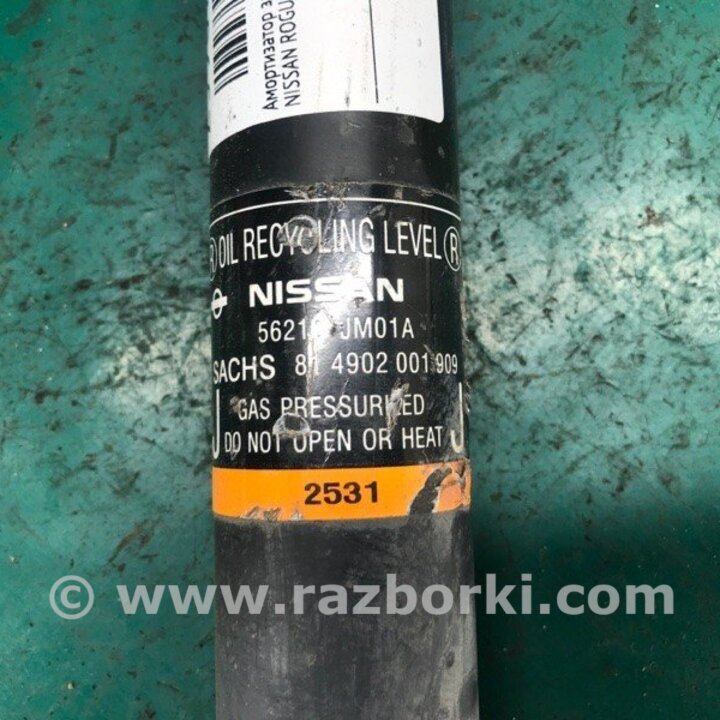 Амортизатор з
NISSAN ROGU
OIL RECYCLING LEVEL Ⓡ
NISSAN
JM01A
SACHS 81 4902 001 909
GAS PRESSURIZED
J DO NOT OPEN OR HEAT J
2531
© www.razborki.com